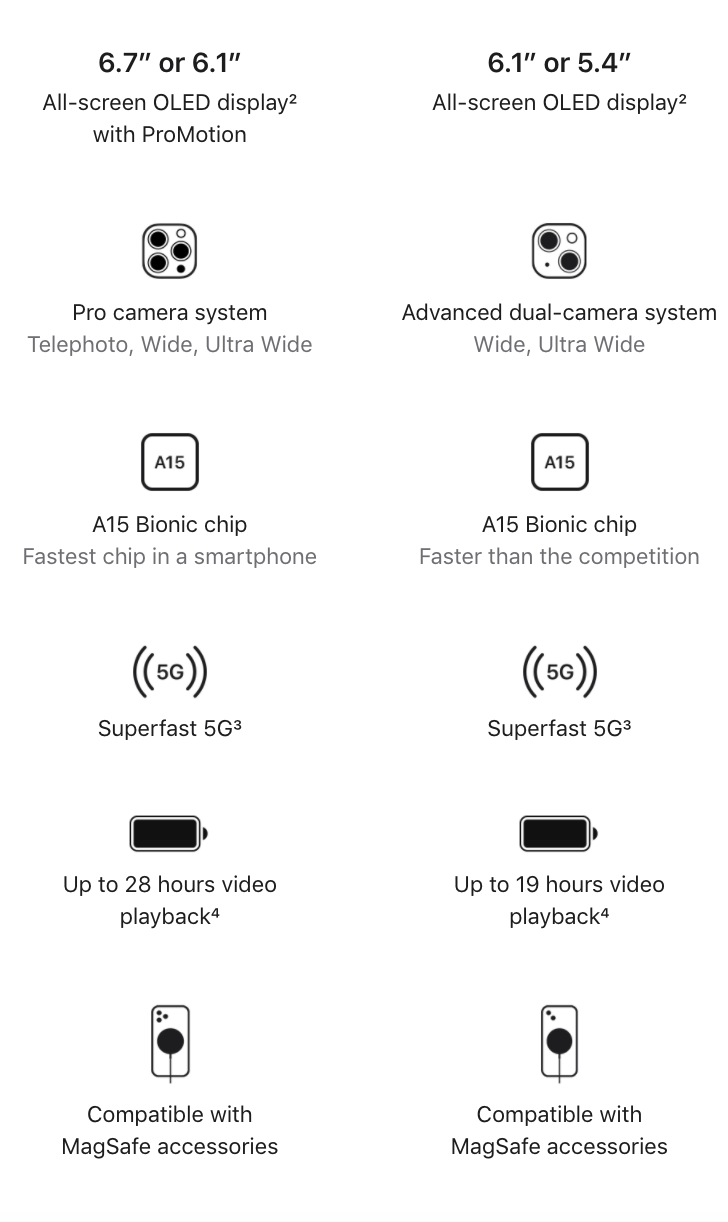 6.7″ or 6.1″
All-screen OLED display²
with ProMotion
6.1″ or 5.4″
All-screen OLED display²
Pro camera system
Telephoto, Wide, Ultra Wide
Advanced dual-camera system
Wide, Ultra Wide
A15
A15 Bionic chip
Fastest chip in a smartphone
A15
A15 Bionic chip
Faster than the competition
5G
Superfast 5G³
5G
Superfast 5G³
Up to 28 hours video
playback⁴
Up to 19 hours video
playback⁴
Compatible with
MagSafe accessories
Compatible with
MagSafe accessories